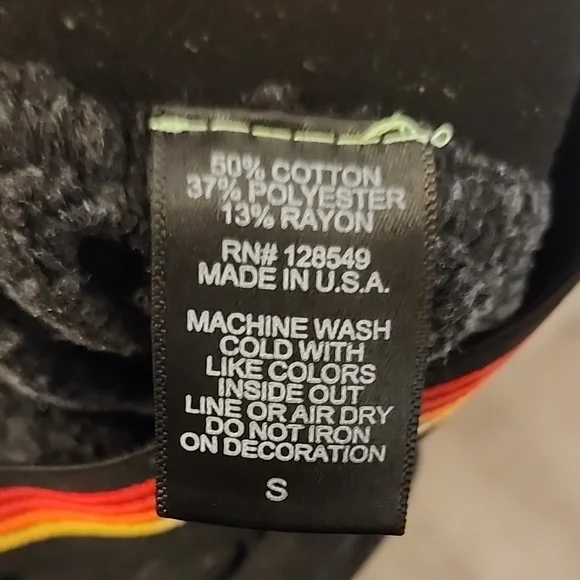 50% COTTON
37% POLYESTER
13% RAYON
RN# 128549
MADE IN U.S.A.
MACHINE WASH
COLD WITH
LIKE COLORS
INSIDE OUT
LINE OR AIR DRY
DO NOT IRON
ON DECORATION
S